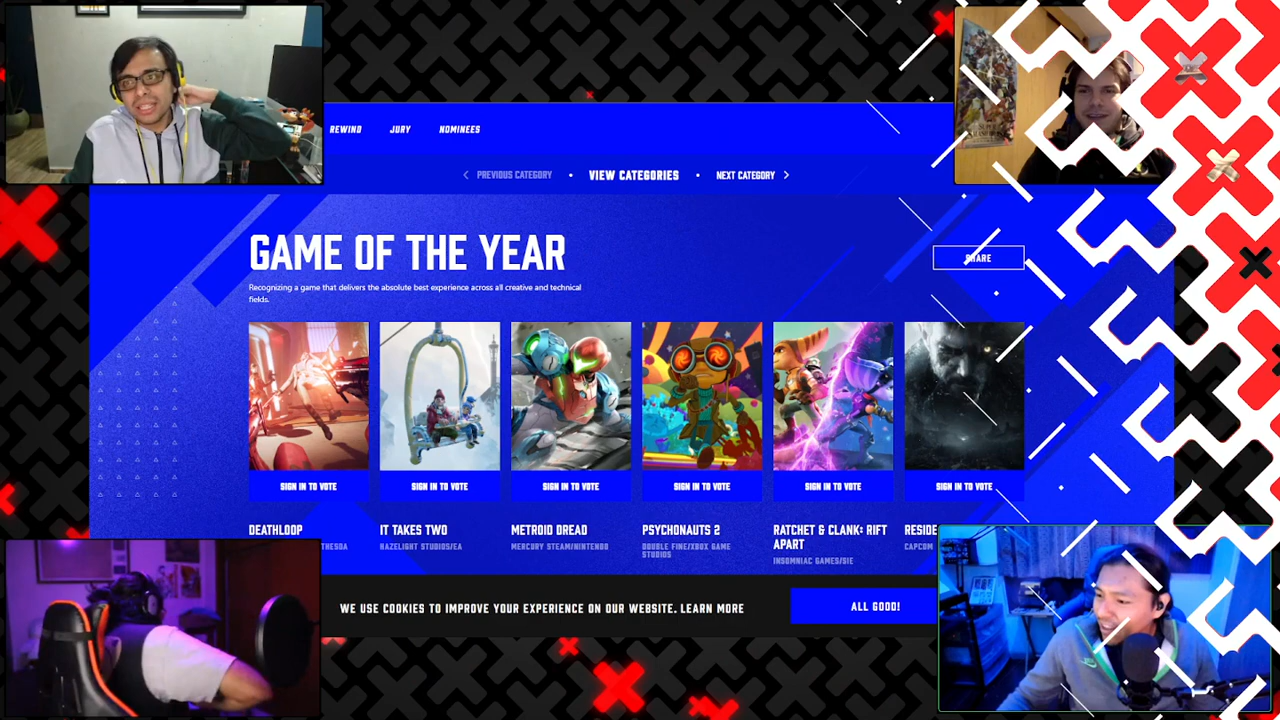 REWIND
JURY
NOMINEES
PREVIOUS CATEGORY
VIEW CATEGORIES
NEXT CATEGORY
GAME OF THE YEAR
SHARE
Recognizing a game that delivers the absolute best experience across all creative and technical
fields.
SIGN IN TO VOTE
SIGN IN TO VOTE
SIGN IN TO VOTE
SIGN IN TO VOTE
SIGN IN TO VOTE
SIGN IN TO VOTE
DEATHLOOP
THESDA
IT TAKES TWO
HAZELIGHT STUDIOS/EA
METROID DREAD
MERCURY STEAM/NINTENDO
PSYCHONAUTS 2
DOUBLE FINE/XBOX GAME
STUDIOS
RATCHET & CLANK: RIFT
APART
INSOMNIAC GAMES/SIE
RESIDE
CAPCOM
WE USE COOKIES TO IMPROVE YOUR EXPERIENCE ON OUR WEBSITE. LEARN MORE
ALL GOOD!